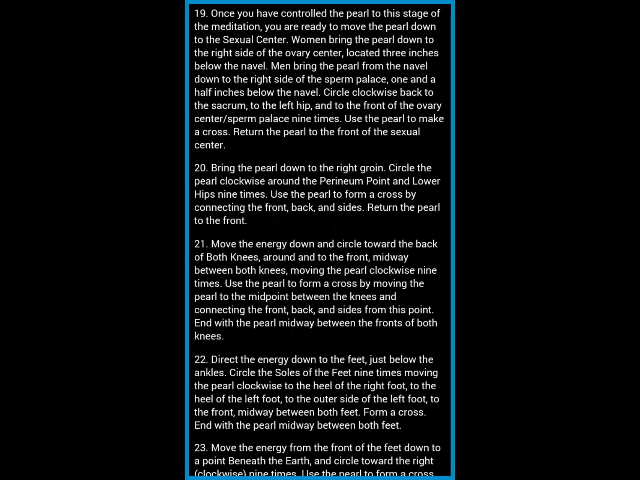 19. Once you have controlled the pearl to this stage of
the meditation, you are ready to move the pearl down
to the Sexual Center. Women bring the pearl down to
the right side of the ovary center, located three inches
below the navel. Men bring the pearl from the navel
down to the right side of the sperm palace, one and a
half inches below the navel. Circle clockwise back to
the sacrum, to the left hip, and to the front of the ovary
center/sperm palace nine times. Use the pearl to make
a cross. Return the pearl to the front of the sexual
center.
20. Bring the pearl down to the right groin. Circle the
pearl clockwise around the Perineum Point and Lower
Hips nine times. Use the pearl to form a cross by
connecting the front, back, and sides. Return the pearl
to the front.
21. Move the energy down and circle toward the back
of Both Knees, around and to the front, midway
between both knees, moving the pearl clockwise nine
times. Use the pearl to form a cross by moving the
pearl to the midpoint between the knees and
connecting the front, back, and sides from this point.
End with the pearl midway between the fronts of both
knees.
22. Direct the energy down to the feet, just below the
ankles. Circle the Soles of the Feet nine times moving
the pearl clockwise to the heel of the right foot, to the
heel of the left foot, to the outer side of the left foot, to
the front, midway between both feet. Form a cross.
End with the pearl midway between both feet.
23. Move the energy from the front of the feet down to
a point Beneath the Earth, and circle toward the right
(clockwise) nine times. Use the pearl to form a cross